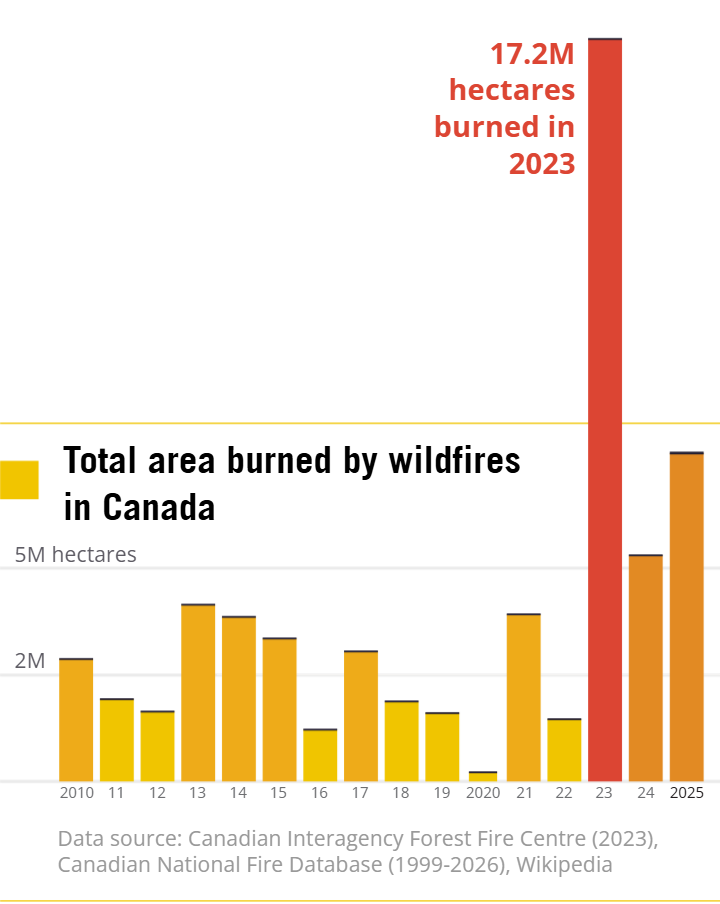 17.2M
hectares
burned in
2023
Total area burned by wildfires
in Canada
5M hectares
2M
2010 11 12 13 14 15 16 17 18 19 2020 21 22 23 24 2025
Data source: Canadian Interagency Forest Fire Centre (2023),
Canadian National Fire Database (1999-2026), Wikipedia